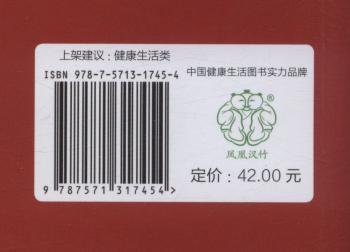 上架建议：健康生活类
ISBN 978-7-5713-1745-4
中国健康生活图书实力品牌
®
凤凰汉竹
定价：42.00 元
9 787571 317454 >